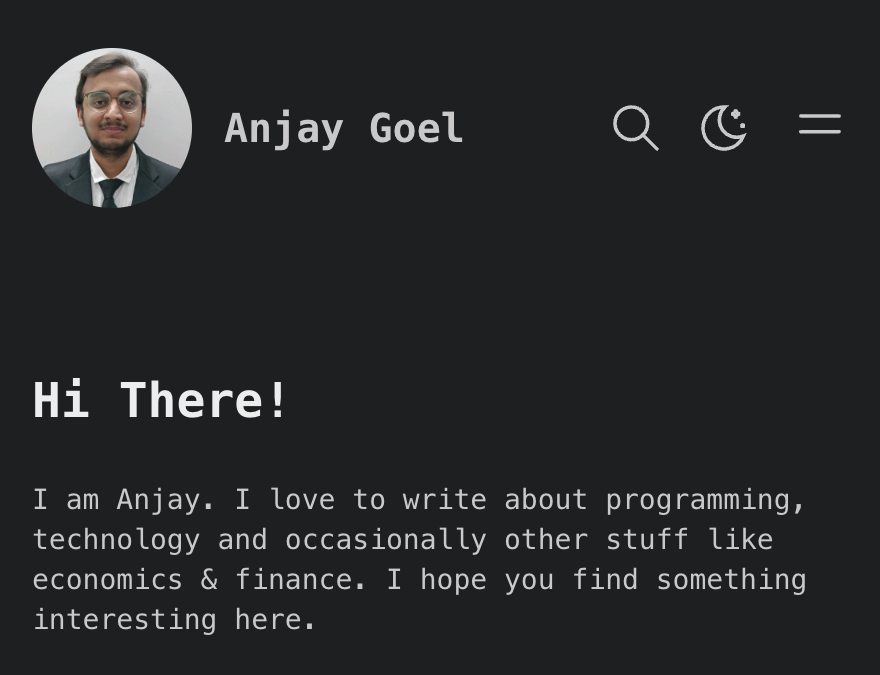 Anjay Goel
Hi There!
I am Anjay. I love to write about programming,
technology and occasionally other stuff like
economics & finance. I hope you find something
interesting here.